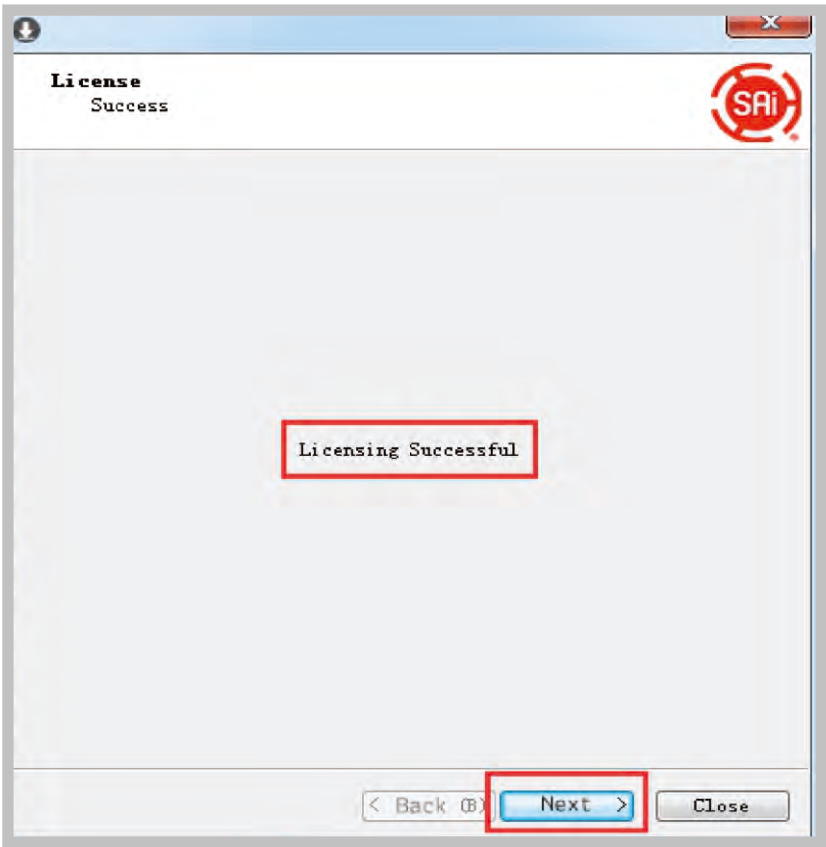 License
Success
SAi
Licensing Successful
< Back (B)
Next >
Close